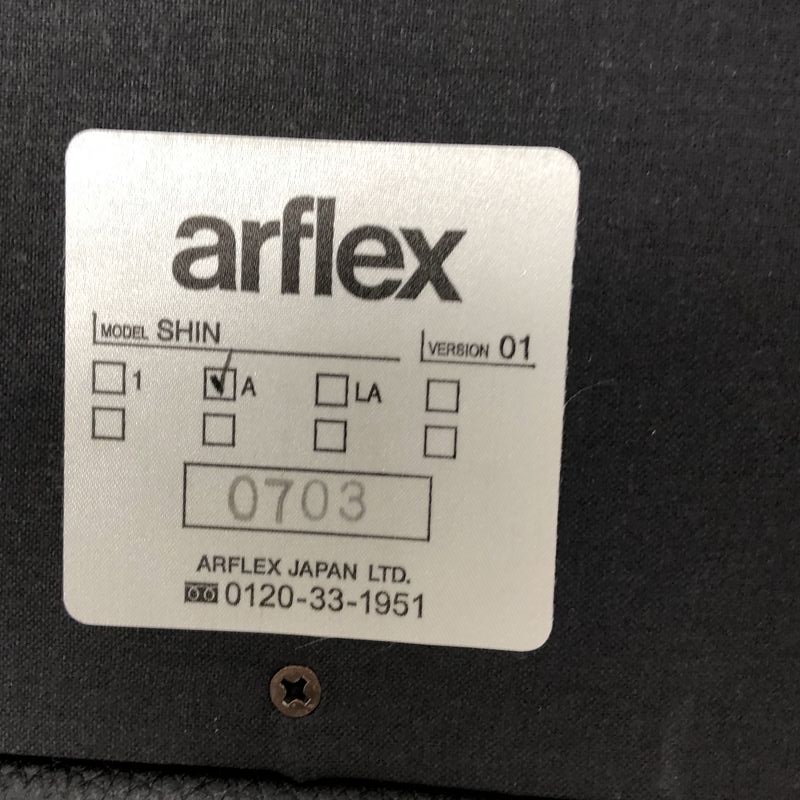 arflex
MODEL SHIN VERSION 01
1 A LA
0703
ARFLEX JAPAN LTD.
0120-33-1951